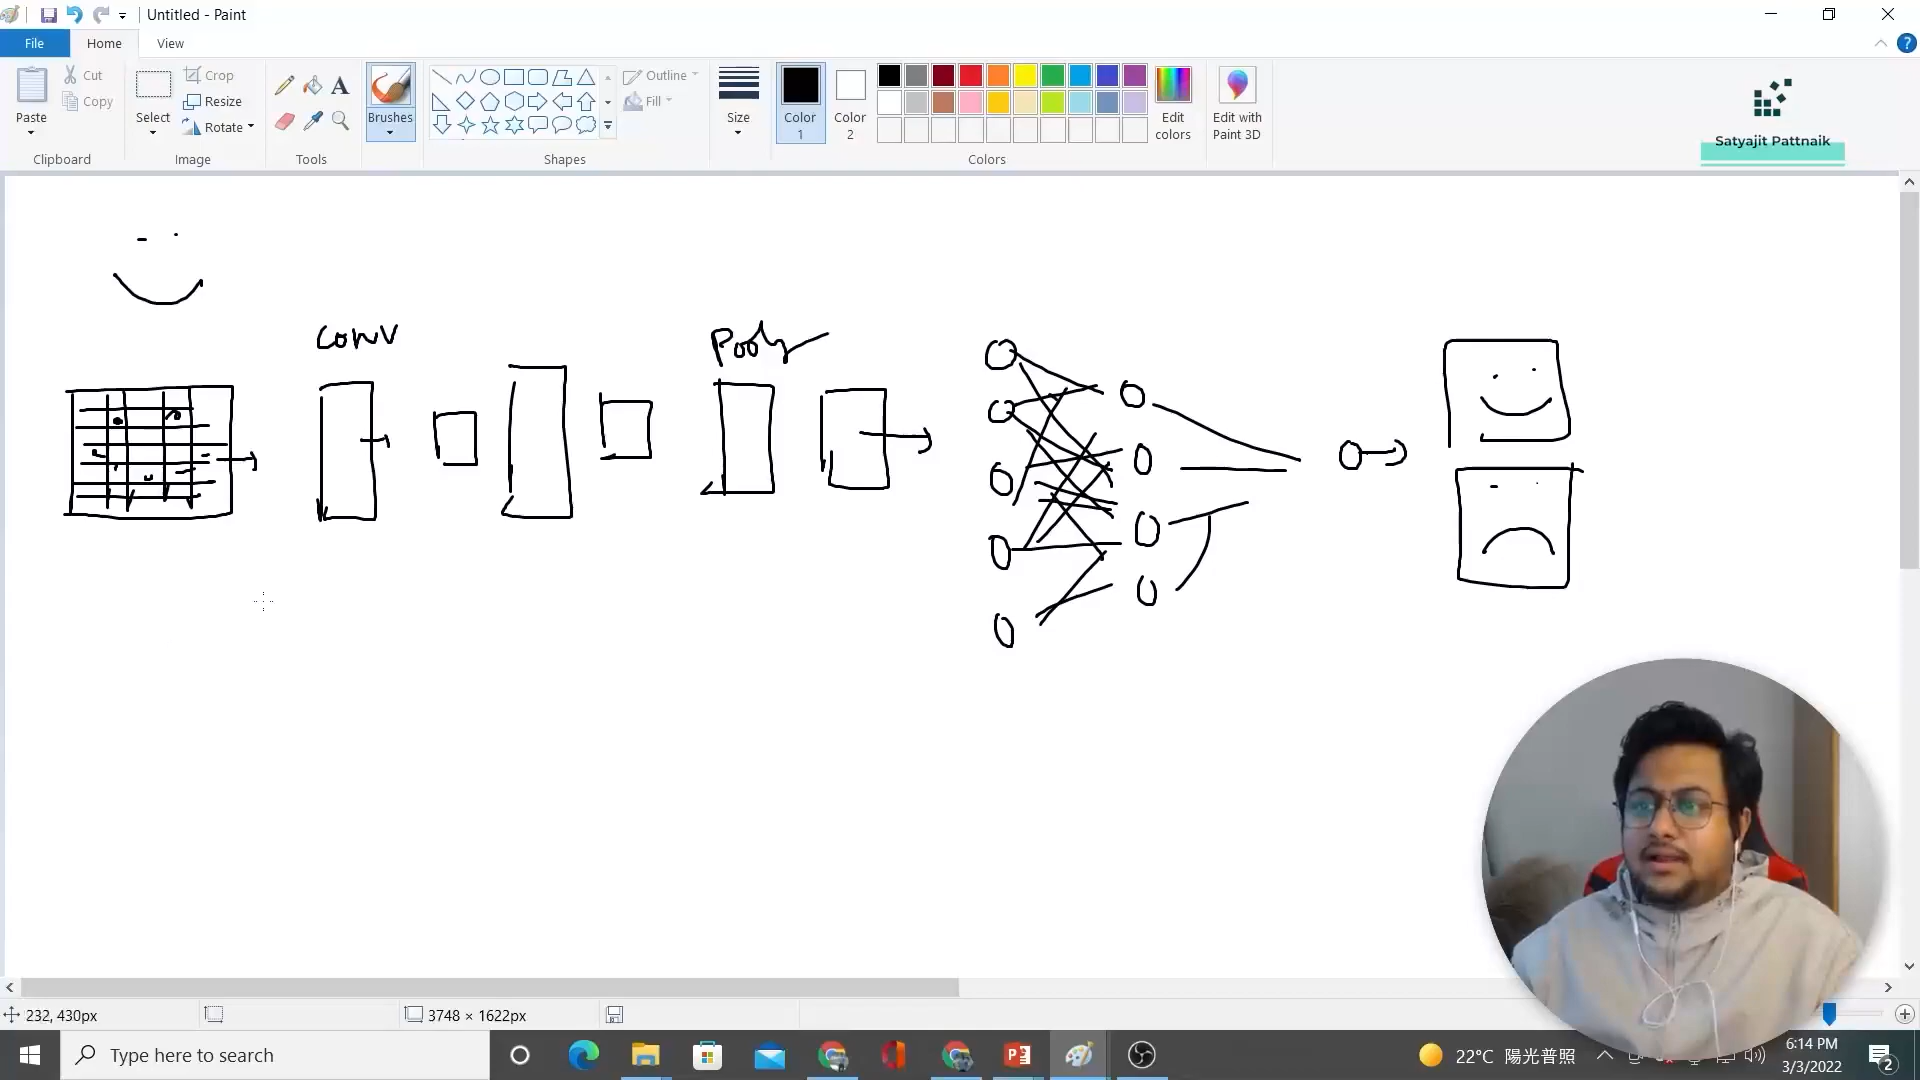 Untitled - Paint
File Home View
Paste
Cut
Copy
Clipboard
Select
Crop
Resize
Rotate
Image
A
Tools
Brushes
Outline
Fill
Shapes
Size
Color 1
Color 2
Edit colors
Colors
Edit with Paint 3D
Satyajit Pattnaik
conv
232, 430px
3748 × 1622px
Type here to search
22°C 陽光普照
6:14 PM
3/3/2022
2